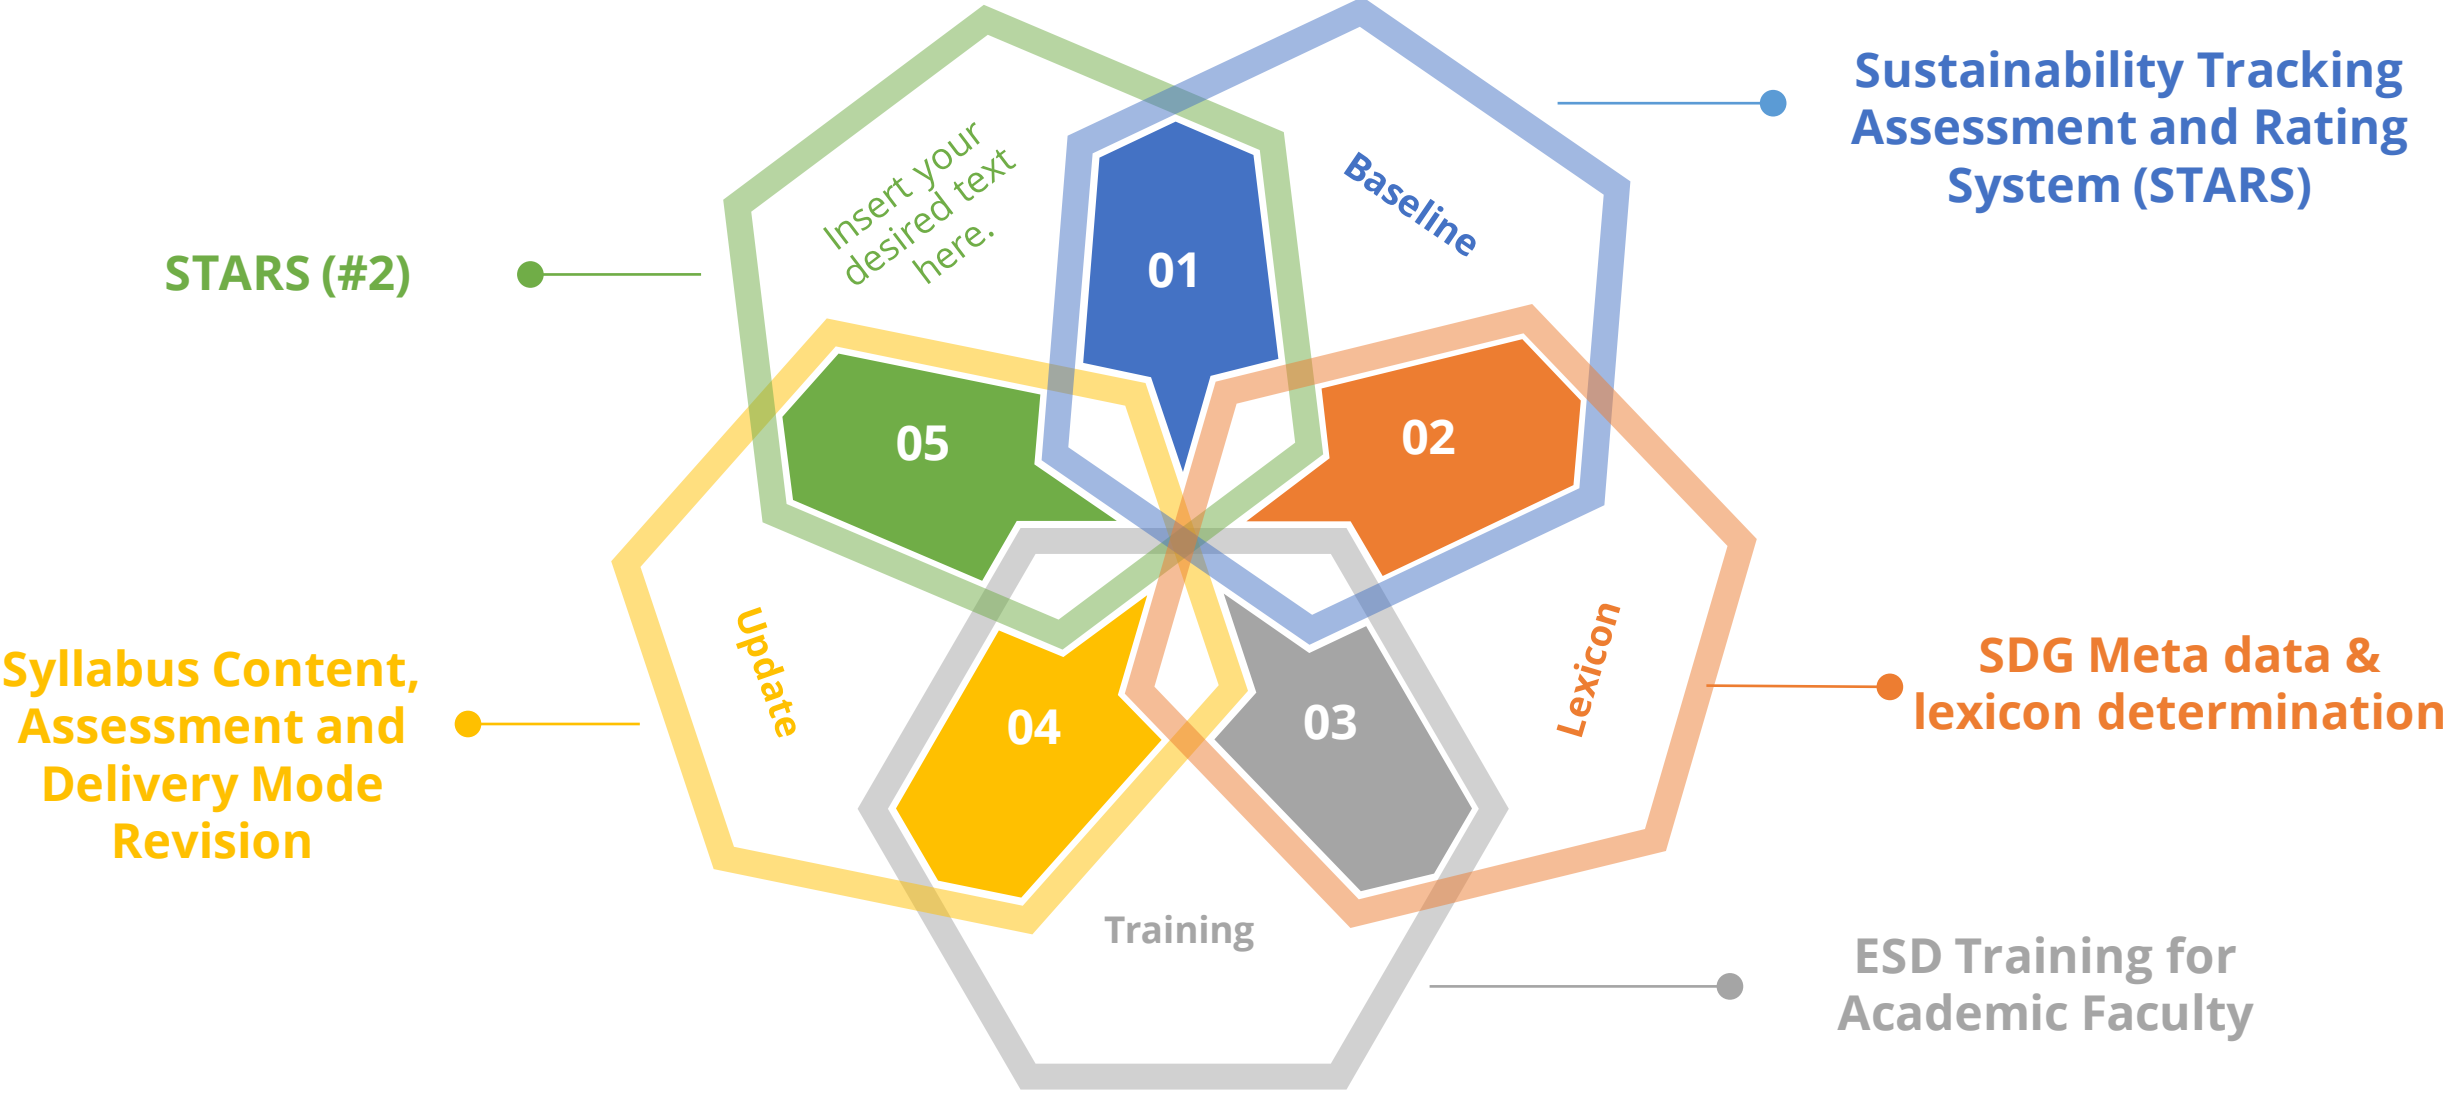 Sustainability Tracking
Assessment and Rating
System (STARS)
Insert your
desired text
here.
Baseline
01
STARS (#2)
05
02
Update
Lexicon
Syllabus Content,
Assessment and
Delivery Mode
Revision
04
03
SDG Meta data &
lexicon determination
Training
ESD Training for
Academic Faculty